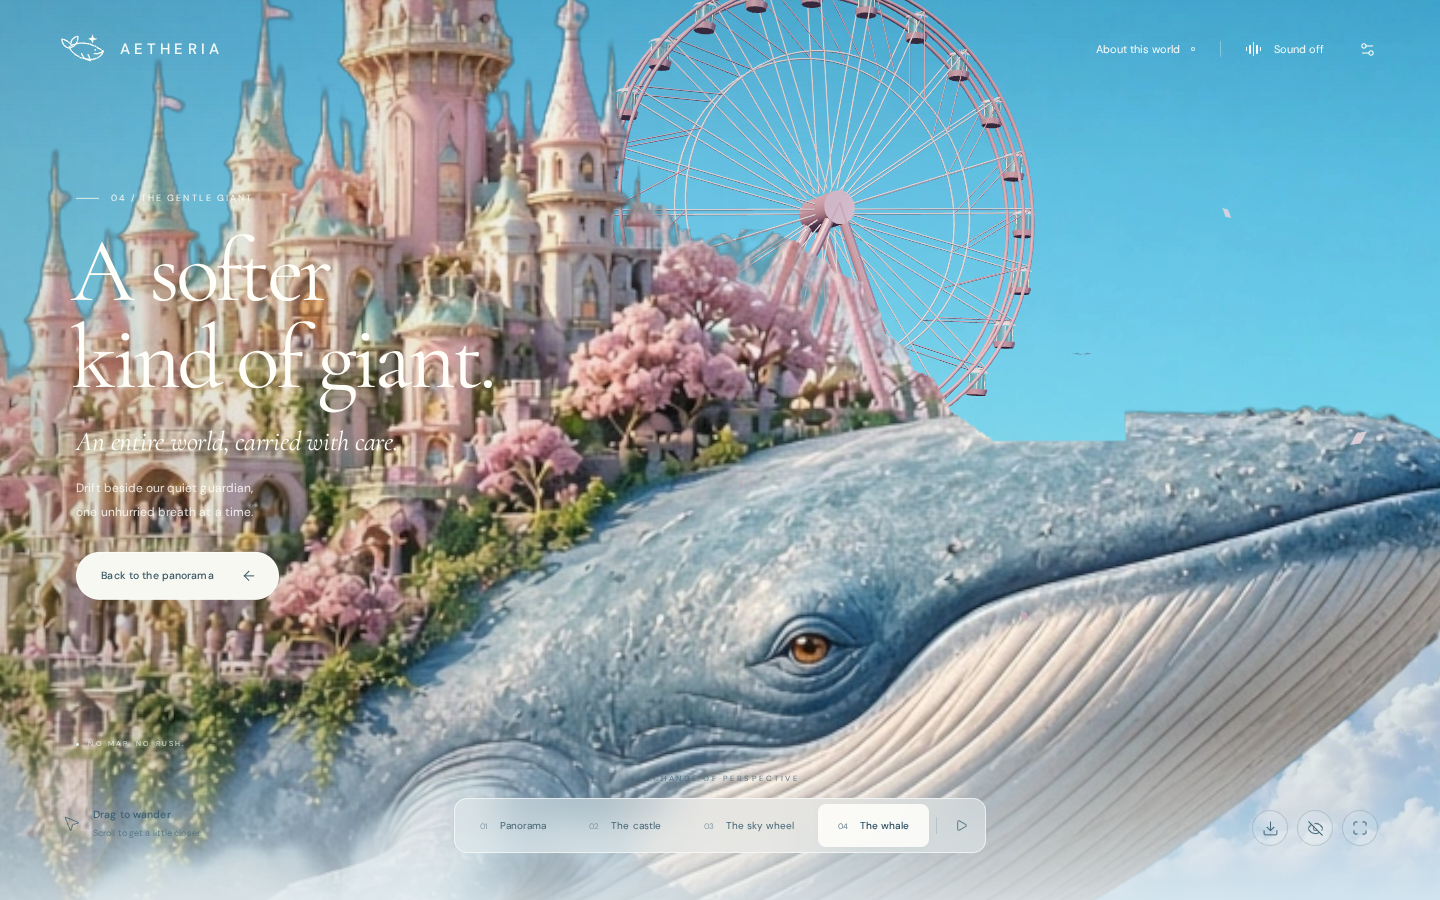 AETHERIA
About this world
Sound off
04 / THE GENTLE GIANT
A softer
kind of giant.
An entire world, carried with care.
Drift beside our quiet guardian,
one unhurried breath at a time.
Back to the panorama
NO MAP. NO RUSH.
CHANGE OF PERSPECTIVE
Drag to wander
Scroll to get a little closer
01 Panorama
02 The castle
03 The sky wheel
04 The whale